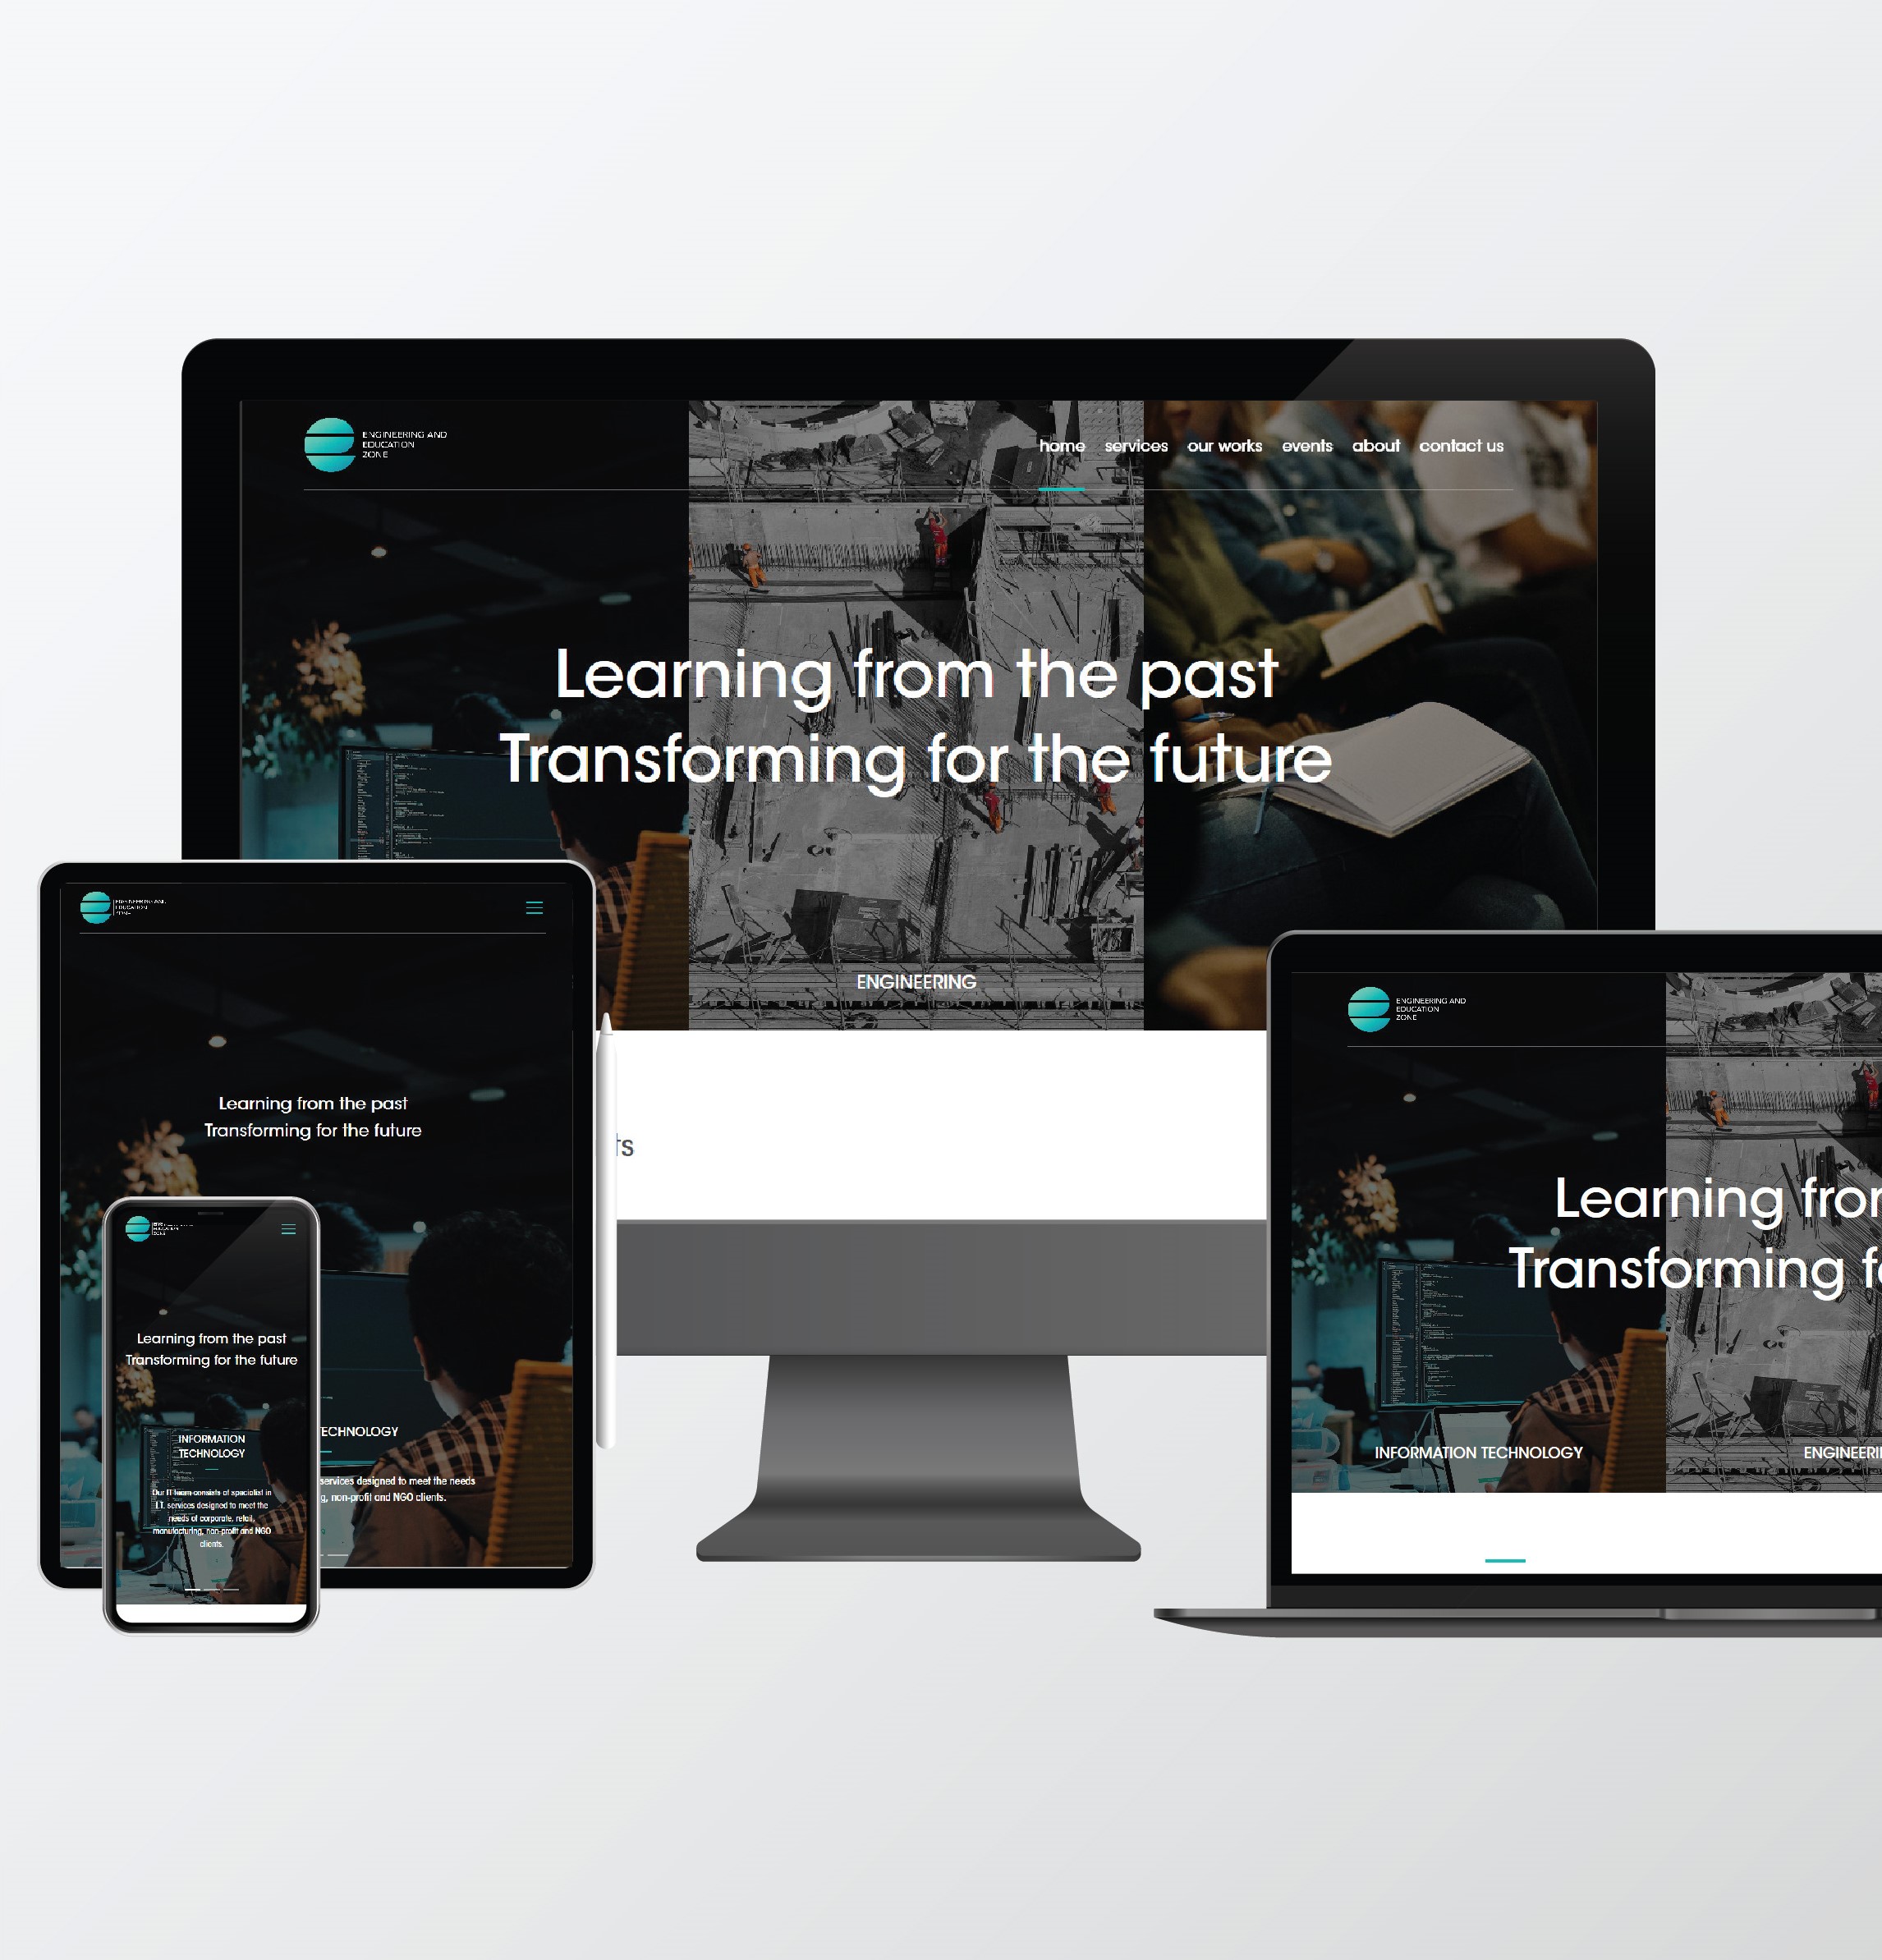 ENGINEERING AND
EDUCATION
ZONE
home services our works events about contact us
Learning from the past
Transforming for the future
ENGINEERING
ts
ENGINEERING AND
EDUCATION
ZONE
Learning from the past
Transforming for the future
ECHNOLOGY
services designed to meet the needs
g, non-profit and NGO clients.
Learning from the past
Transforming for the future
INFORMATION
TECHNOLOGY
Our IT team consists of specialist in
I.T. services designed to meet the
needs of corporate, retail,
manufacturing, non-profit and NGO
clients.
ENGINEERING AND
EDUCATION
ZONE
Learning fro
Transforming f
INFORMATION TECHNOLOGY
ENGINEERI